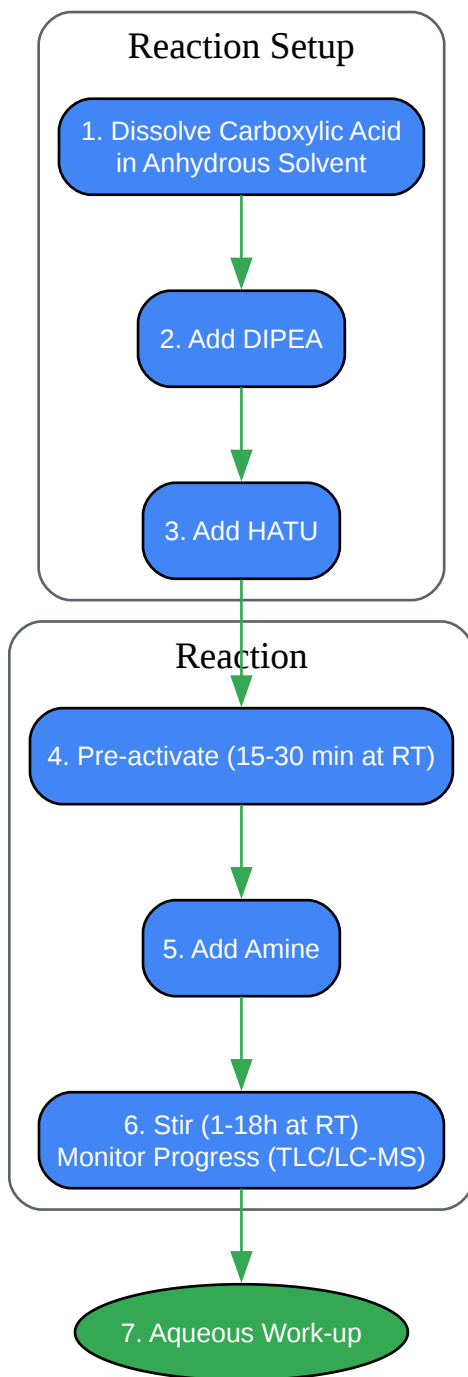 Reaction Setup
1. Dissolve Carboxylic Acid
in Anhydrous Solvent
2. Add DIPEA
3. Add HATU
Reaction
4. Pre-activate (15-30 min at RT)
5. Add Amine
6. Stir (1-18h at RT)
Monitor Progress (TLC/LC-MS)
7. Aqueous Work-up